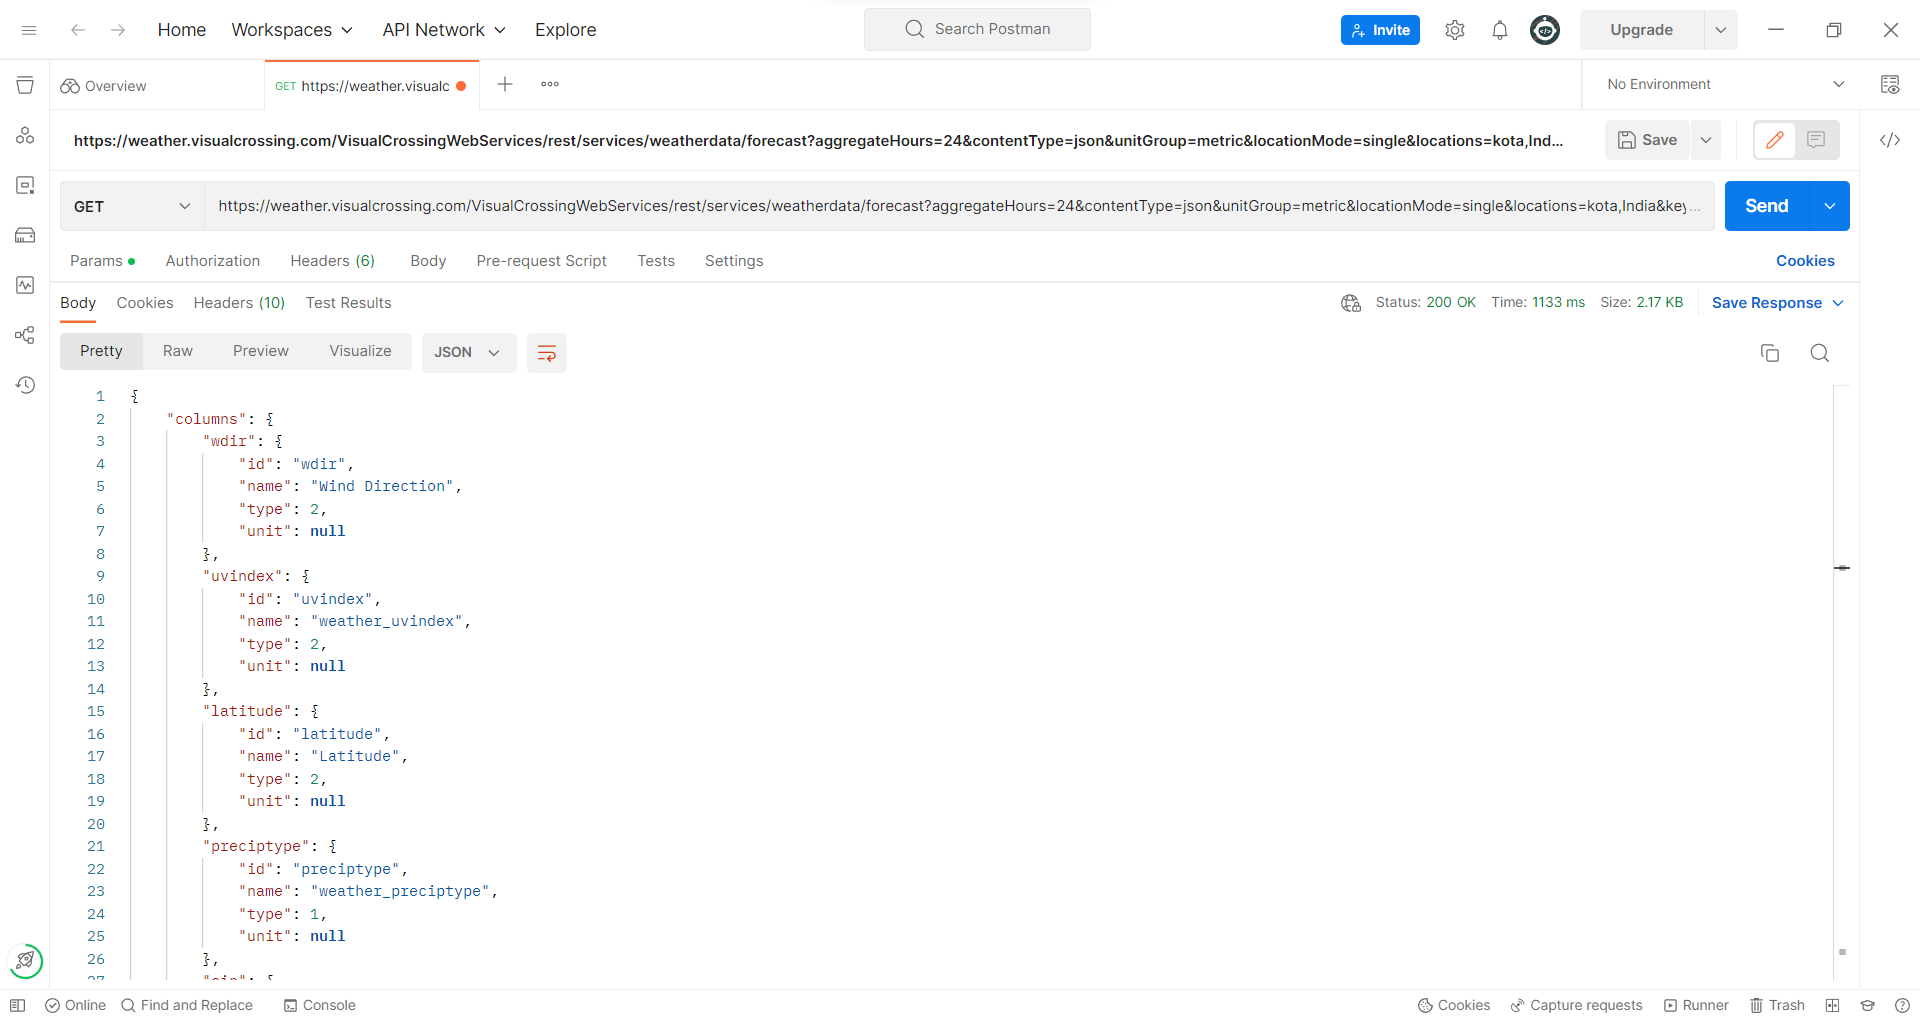 Home Workspaces API Network Explore Search Postman Invite Upgrade
Overview GET https://weather.visualc No Environment
https://weather.visualcrossing.com/VisualCrossingWebServices/rest/services/weatherdata/forecast?aggregateHours=24&contentType=json&unitGroup=metric&locationMode=single&locations=kota,Ind... Save
GET https://weather.visualcrossing.com/VisualCrossingWebServices/rest/services/weatherdata/forecast?aggregateHours=24&contentType=json&unitGroup=metric&locationMode=single&locations=kota,India&key... Send
Params Authorization Headers (6) Body Pre-request Script Tests Settings Cookies
Body Cookies Headers (10) Test Results Status: 200 OK Time: 1133 ms Size: 2.17 KB Save Response
Pretty Raw Preview Visualize JSON
1 {
2 "columns": {
3 "wdir": {
4 "id": "wdir",
5 "name": "Wind Direction",
6 "type": 2,
7 "unit": null
8 },
9 "uvindex": {
10 "id": "uvindex",
11 "name": "weather_uvindex",
12 "type": 2,
13 "unit": null
14 },
15 "latitude": {
16 "id": "latitude",
17 "name": "Latitude",
18 "type": 2,
19 "unit": null
20 },
21 "preciptype": {
22 "id": "preciptype",
23 "name": "weather_preciptype",
24 "type": 1,
25 "unit": null
26 },
Online Find and Replace Console Cookies Capture requests Runner Trash